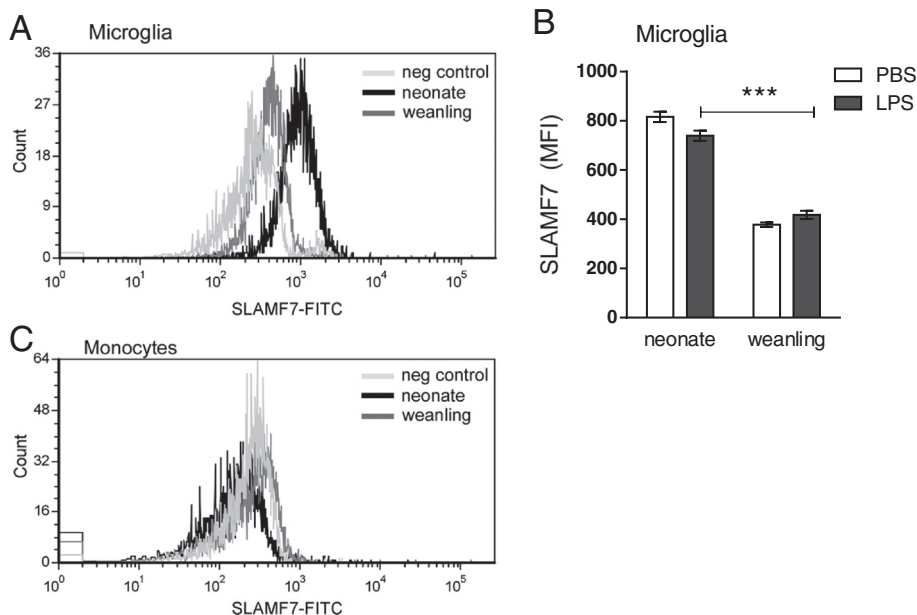 A
Microglia
36
27
18
9
0
Count
neg control
neonate
weanling
10^0 10^1 10^2 10^3 10^4 10^5
SLAMF7-FITC
B
Microglia
1000
800
600
400
200
0
SLAMF7 (MFI)
***
PBS
LPS
neonate weanling
C
Monocytes
64
48
32
16
0
Count
neg control
neonate
weanling
10^0 10^1 10^2 10^3 10^4 10^5
SLAMF7-FITC